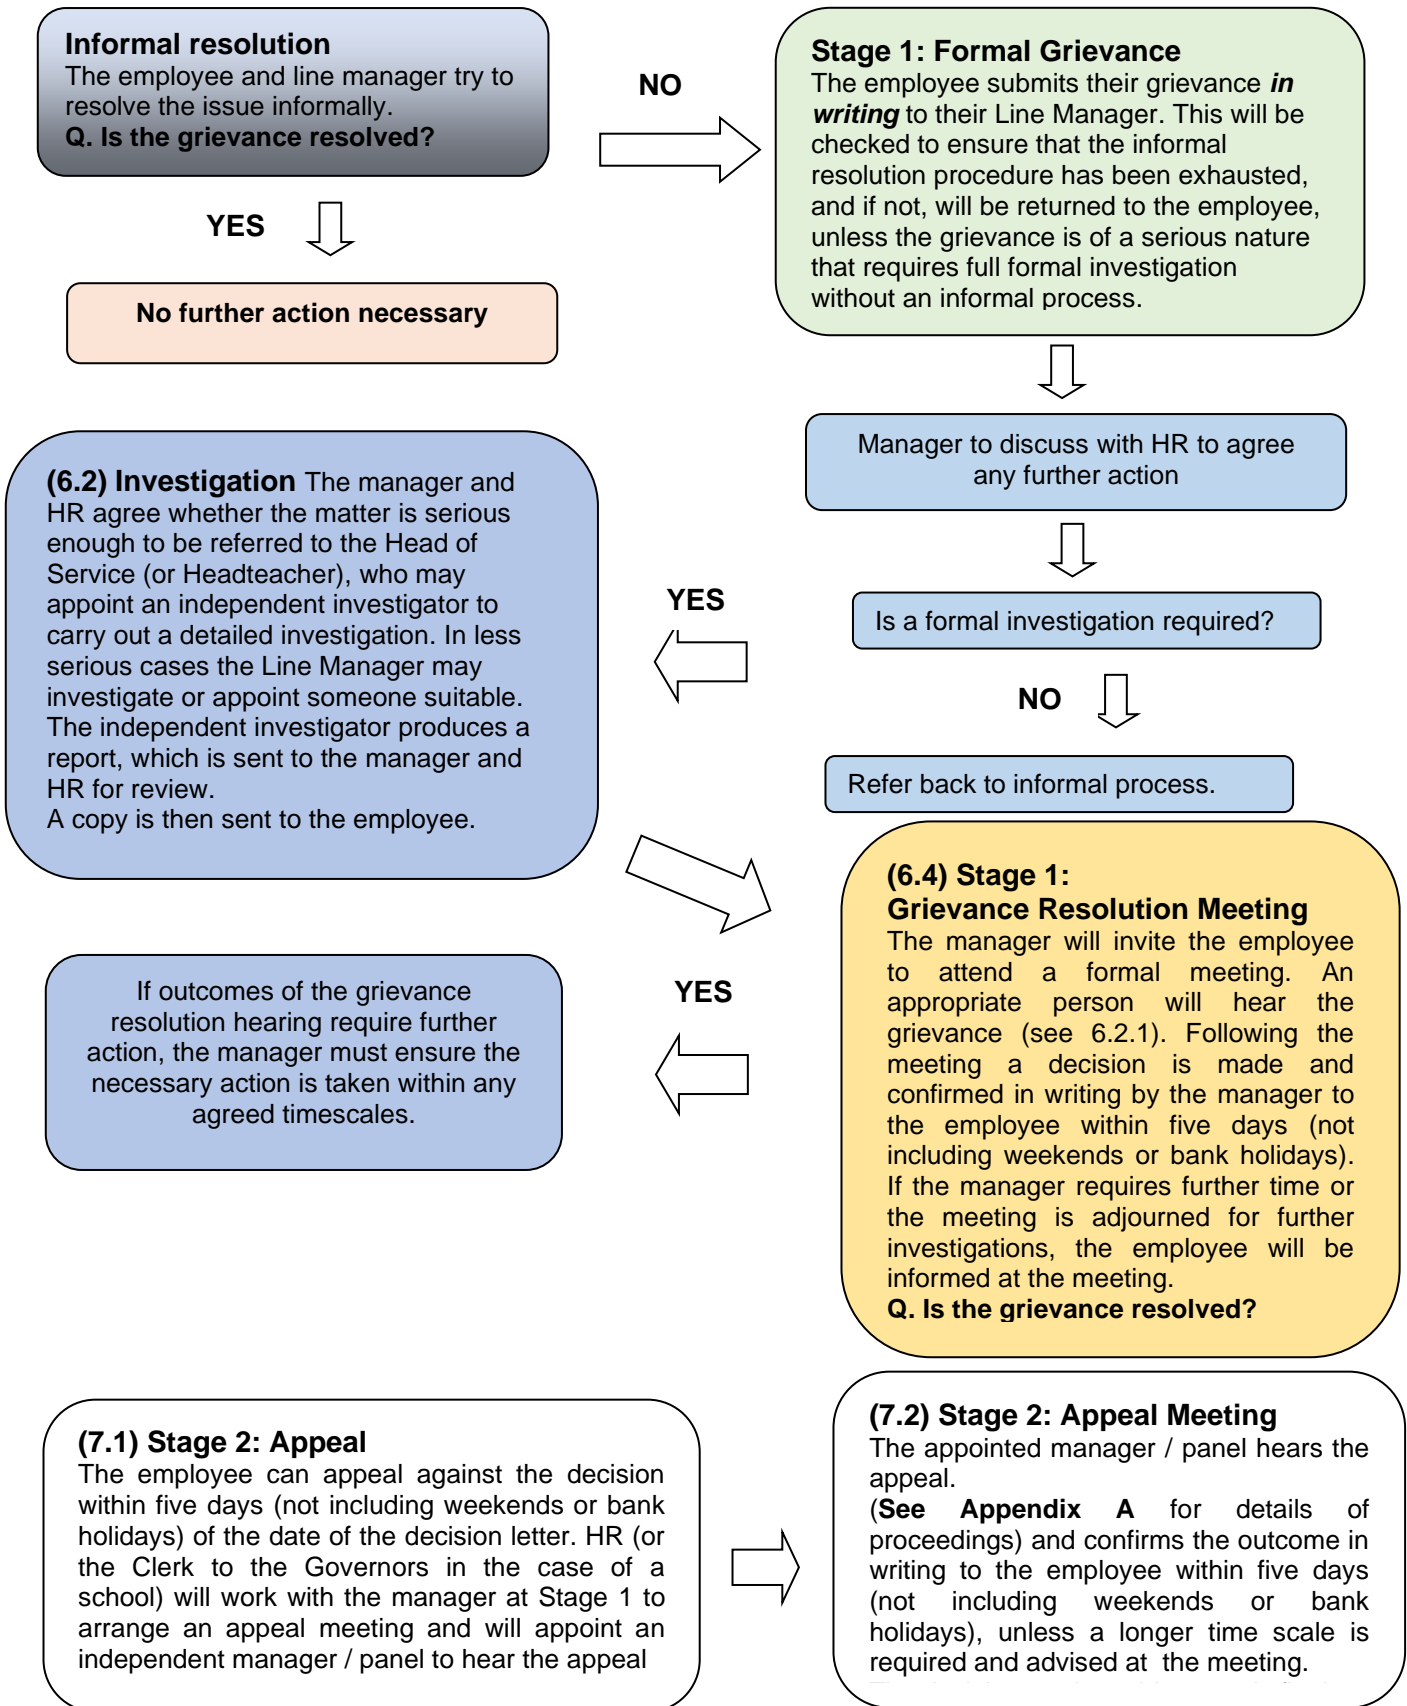 Informal resolution
The employee and line manager try to
resolve the issue informally.
Q. Is the grievance resolved?
NO
Stage 1: Formal Grievance
The employee submits their grievance in
writing to their Line Manager. This will be
checked to ensure that the informal
resolution procedure has been exhausted,
and if not, will be returned to the employee,
unless the grievance is of a serious nature
that requires full formal investigation
without an informal process.
YES
No further action necessary
Manager to discuss with HR to agree
any further action
Is a formal investigation required?
YES
(6.2) Investigation The manager and
HR agree whether the matter is serious
enough to be referred to the Head of
Service (or Headteacher), who may
appoint an independent investigator to
carry out a detailed investigation. In less
serious cases the Line Manager may
investigate or appoint someone suitable.
The independent investigator produces a
report, which is sent to the manager and
HR for review.
A copy is then sent to the employee.
NO
Refer back to informal process.
(6.4) Stage 1:
Grievance Resolution Meeting
The manager will invite the employee
to attend a formal meeting. An
appropriate person will hear the
grievance (see 6.2.1). Following the
meeting a decision is made and
confirmed in writing by the manager to
the employee within five days (not
including weekends or bank holidays).
If the manager requires further time or
the meeting is adjourned for further
investigations, the employee will be
informed at the meeting.
Q. Is the grievance resolved?
YES
If outcomes of the grievance
resolution hearing require further
action, the manager must ensure the
necessary action is taken within any
agreed timescales.
(7.1) Stage 2: Appeal
The employee can appeal against the decision
within five days (not including weekends or bank
holidays) of the date of the decision letter. HR (or
the Clerk to the Governors in the case of a
school) will work with the manager at Stage 1 to
arrange an appeal meeting and will appoint an
independent manager / panel to hear the appeal
(7.2) Stage 2: Appeal Meeting
The appointed manager / panel hears the
appeal.
(See Appendix A for details of
proceedings) and confirms the outcome in
writing to the employee within five days
(not including weekends or bank
holidays), unless a longer time scale is
required and advised at the meeting.